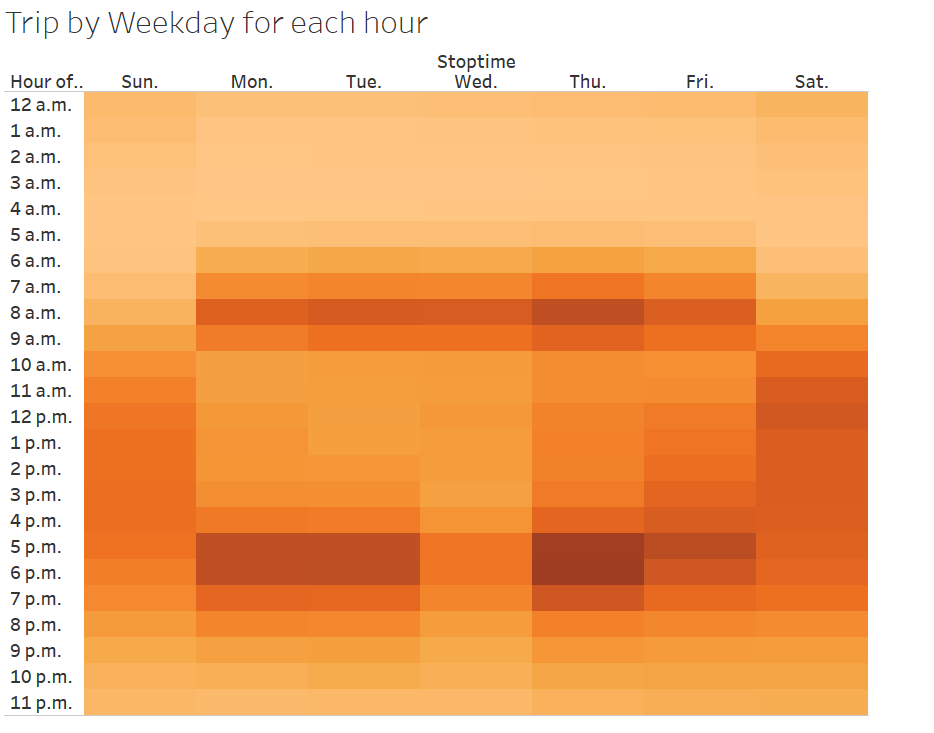 Trip by Weekday for each hour
Stoptime
Hour of.. Sun. Mon. Tue. Wed. Thu. Fri. Sat.
12 a.m.
1 a.m.
2 a.m.
3 a.m.
4 a.m.
5 a.m.
6 a.m.
7 a.m.
8 a.m.
9 a.m.
10 a.m.
11 a.m.
12 p.m.
1 p.m.
2 p.m.
3 p.m.
4 p.m.
5 p.m.
6 p.m.
7 p.m.
8 p.m.
9 p.m.
10 p.m.
11 p.m.